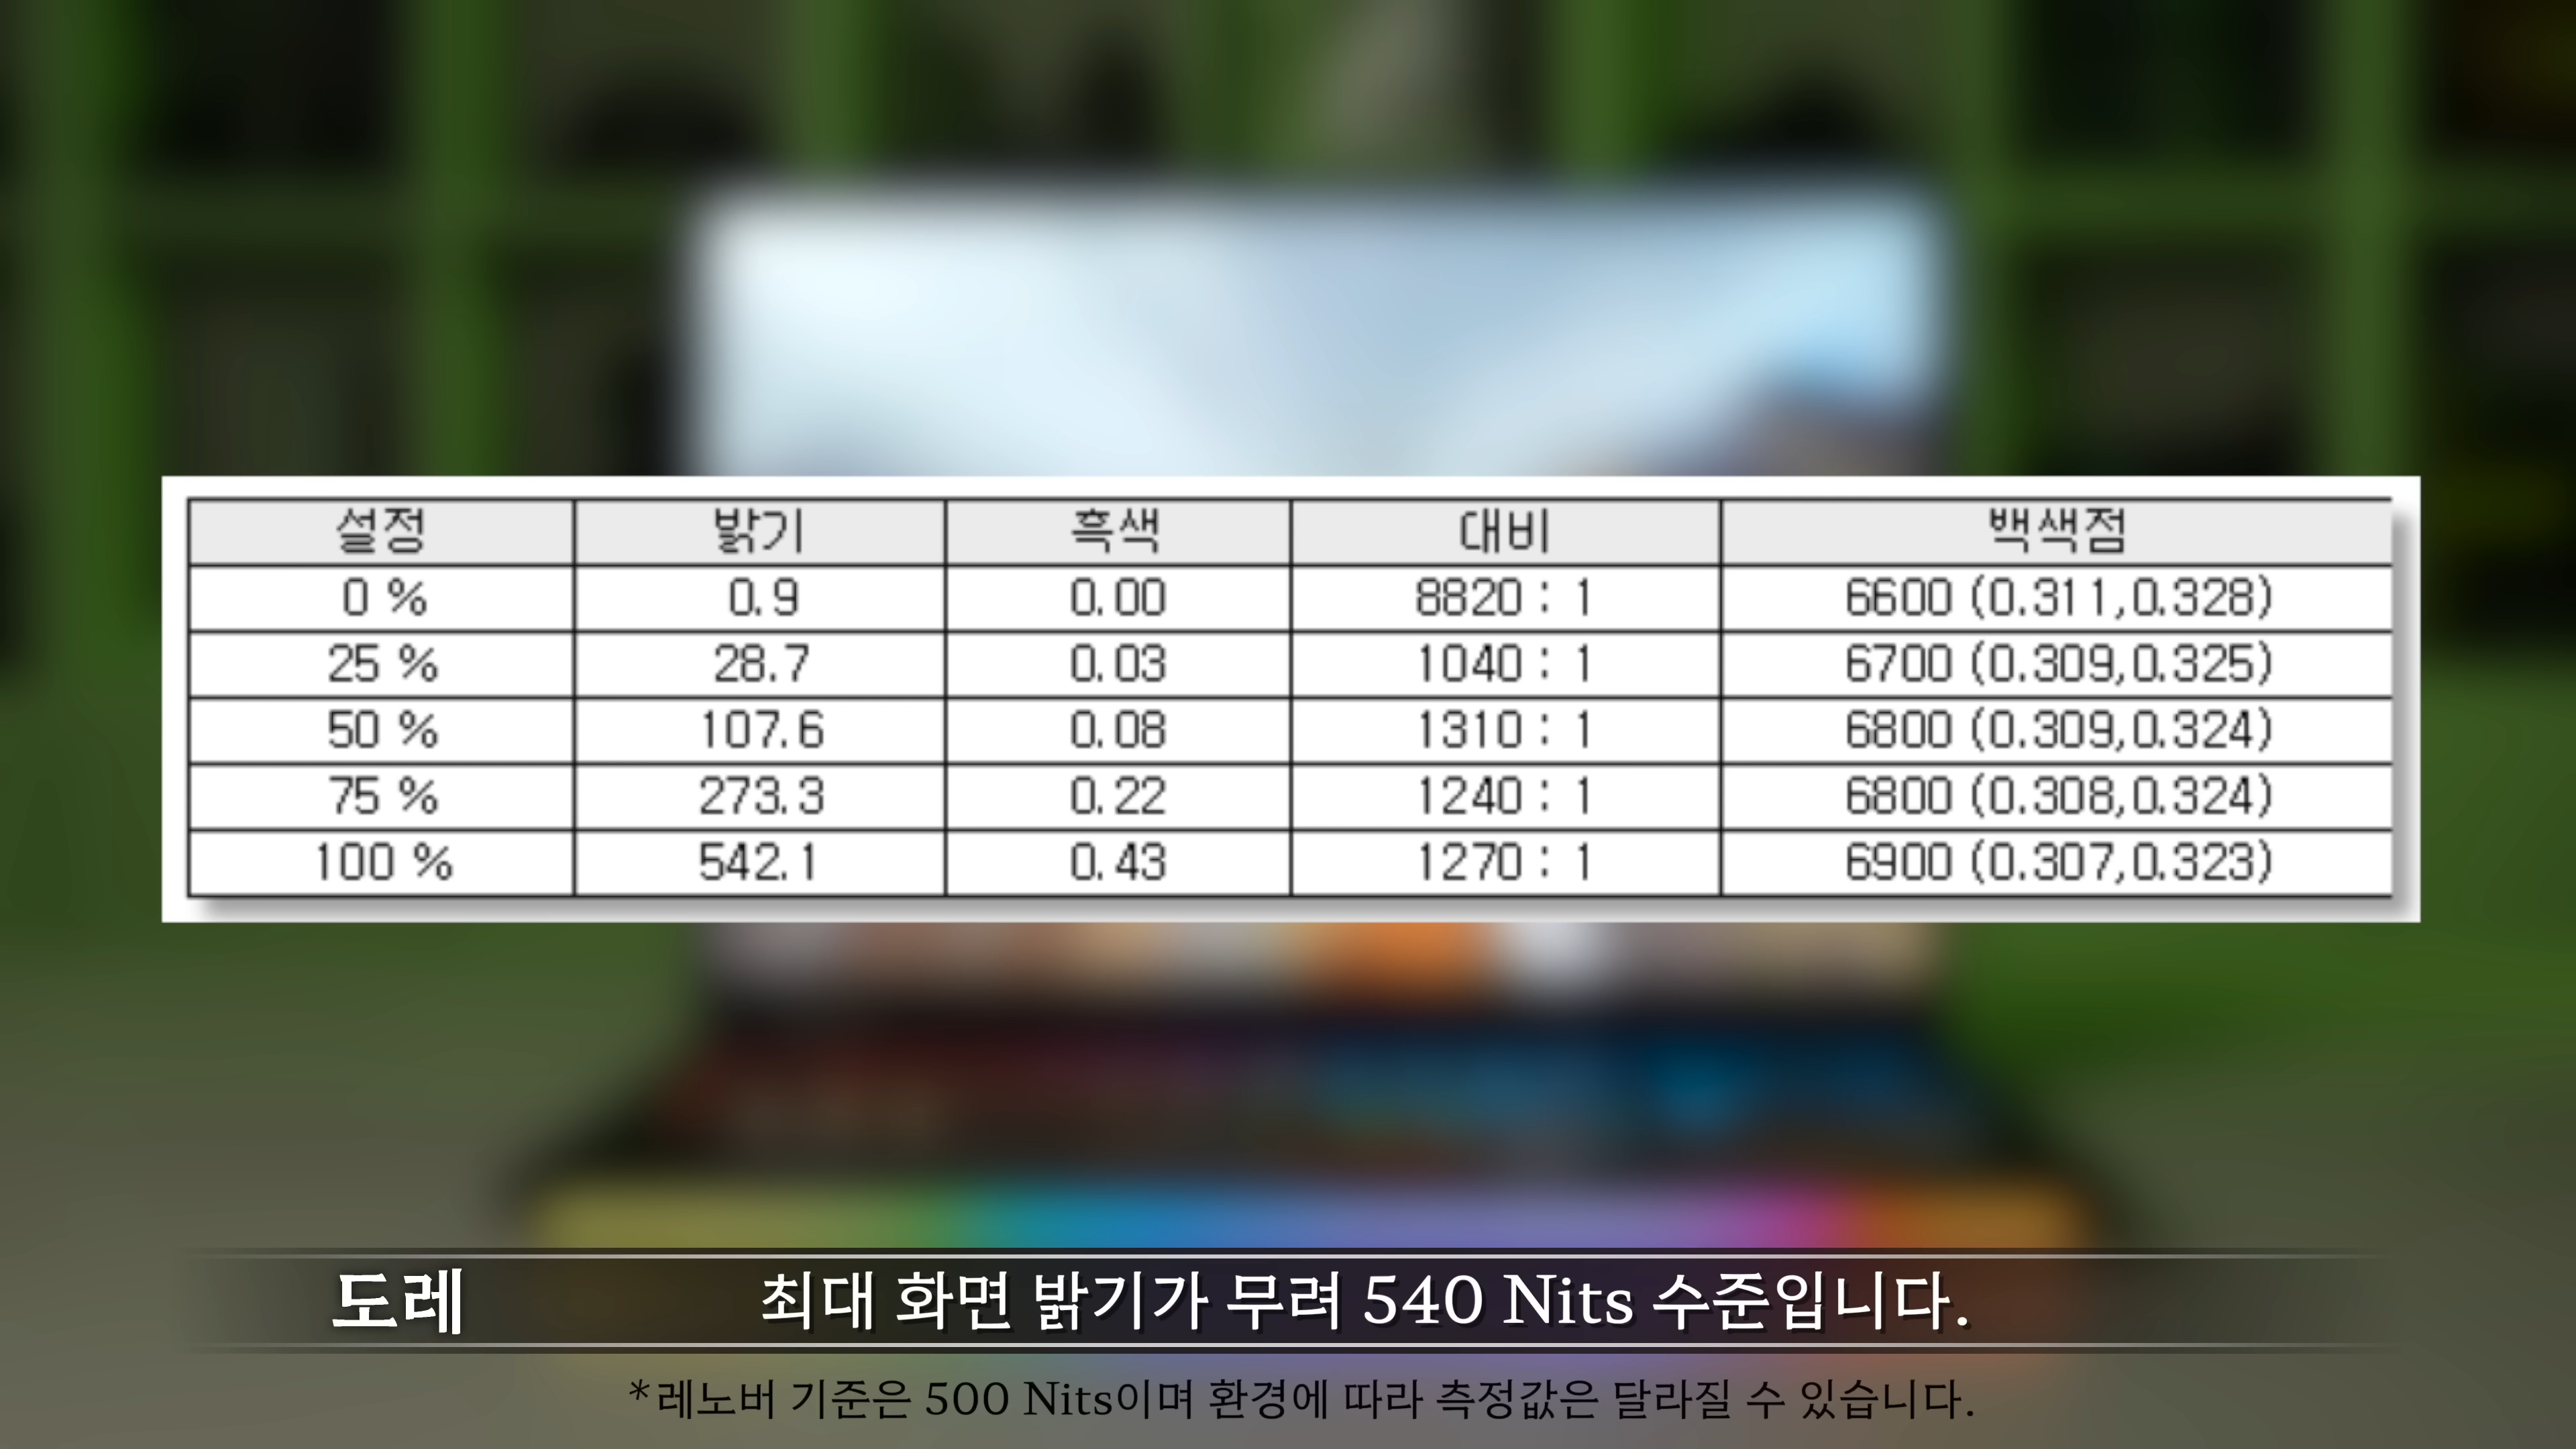 설정 밝기 흑색 대비 백색점
0 % 0.9 0.00 8820 : 1 6600 (0.311,0.328)
25 % 28.7 0.03 1040 : 1 6700 (0.309,0.325)
50 % 107.6 0.08 1310 : 1 6800 (0.309,0.324)
75 % 273.3 0.22 1240 : 1 6800 (0.308,0.324)
100 % 542.1 0.43 1270 : 1 6900 (0.307,0.323)
도레 최대 화면 밝기가 무려 540 Nits 수준입니다.
*레노버 기준은 500 Nits이며 환경에 따라 측정값은 달라질 수 있습니다.